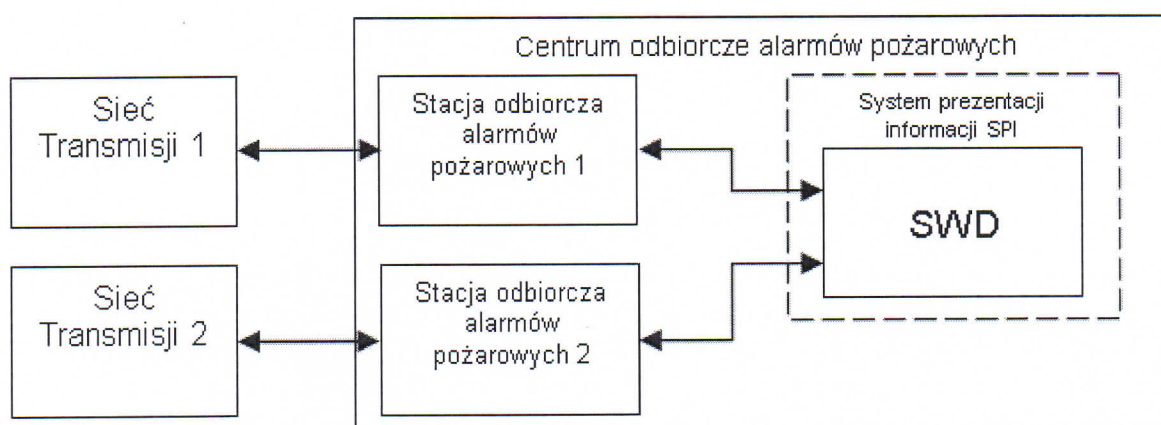 Centrum odbiorcze alarmów pożarowych
Sieć
Transmisji 1
Stacja odbiorcza
alarmów
pożarowych 1
System prezentacji
informacji SPI
SWD
Sieć
Transmisji 2
Stacja odbiorcza
alarmów
pożarowych 2